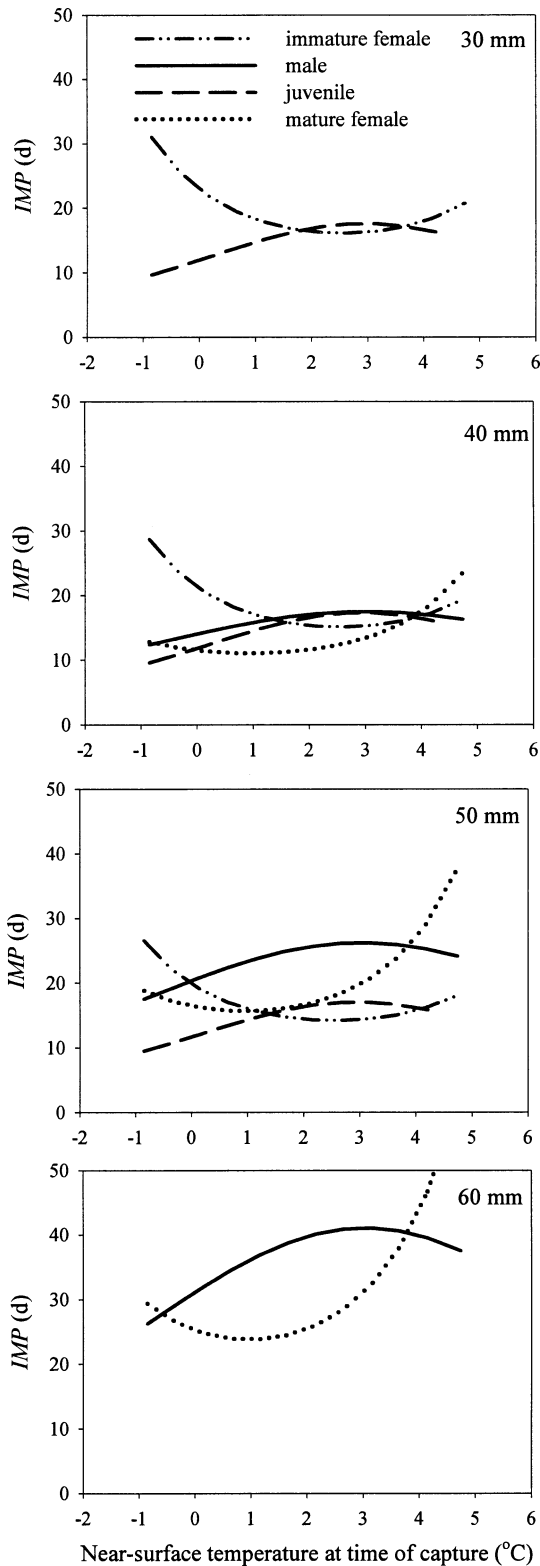 50
40
30
20
10
0
IMP (d)
immature female
male
juvenile
mature female
30 mm
-2 -1 0 1 2 3 4 5 6
50
40
30
20
10
0
IMP (d)
40 mm
-2 -1 0 1 2 3 4 5 6
50
40
30
20
10
0
IMP (d)
50 mm
-2 -1 0 1 2 3 4 5 6
50
40
30
20
10
0
IMP (d)
60 mm
-2 -1 0 1 2 3 4 5 6
Near-surface temperature at time of capture (°C)